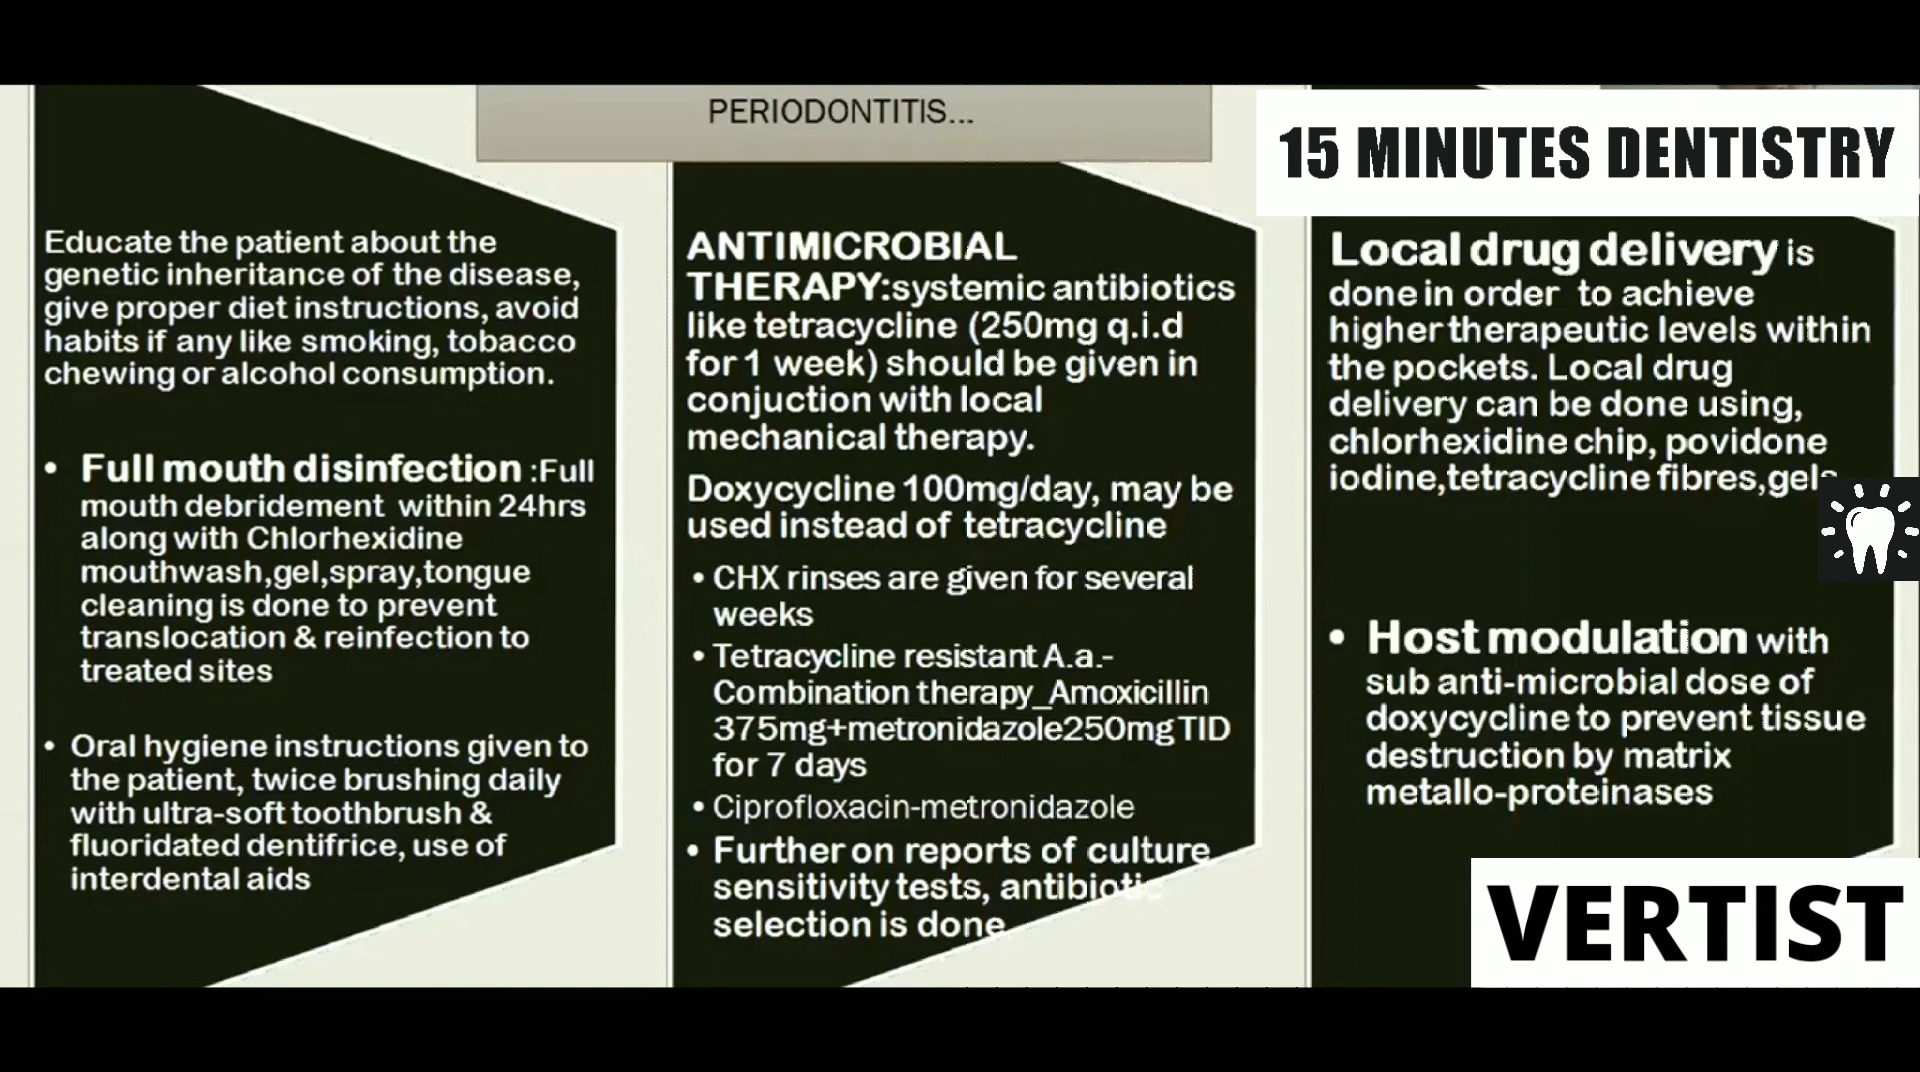 PERIODONTITIS...
15 MINUTES DENTISTRY
Educate the patient about the
genetic inheritance of the disease,
give proper diet instructions, avoid
habits if any like smoking, tobacco
chewing or alcohol consumption.
• Full mouth disinfection :Full
mouth debridement within 24hrs
along with Chlorhexidine
mouthwash,gel,spray,tongue
cleaning is done to prevent
translocation & reinfection to
treated sites
• Oral hygiene instructions given to
the patient, twice brushing daily
with ultra-soft toothbrush &
fluoridated dentifrice, use of
interdental aids
ANTIMICROBIAL
THERAPY:systemic antibiotics
like tetracycline (250mg q.i.d
for 1 week) should be given in
conjuction with local
mechanical therapy.
Doxycycline 100mg/day, may be
used instead of tetracycline
• CHX rinses are given for several
weeks
• Tetracycline resistant A.a.-
Combination therapy_Amoxicillin
375mg+metronidazole250mg TID
for 7 days
• Ciprofloxacin-metronidazole
• Further on reports of culture
sensitivity tests, antibiotic
selection is done
Local drug delivery is
done in order to achieve
higher therapeutic levels within
the pockets. Local drug
delivery can be done using,
chlorhexidine chip, povidone
iodine,tetracycline fibres,gels
• Host modulation with
sub anti-microbial dose of
doxycycline to prevent tissue
destruction by matrix
metallo-proteinases
VERTIST